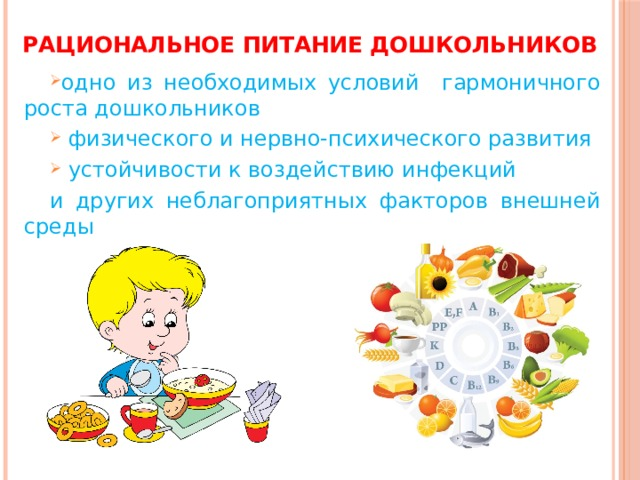 РАЦИОНАЛЬНОЕ ПИТАНИЕ ДОШКОЛЬНИКОВ
одно из необходимых условий гармоничного
роста дошкольников
физического и нервно-психического развития
устойчивости к воздействию инфекций
и других неблагоприятных факторов внешней
среды
A
B₁
B₂
B₅
B₆
B₉
B₁₂
C
D
K
PP
E,F